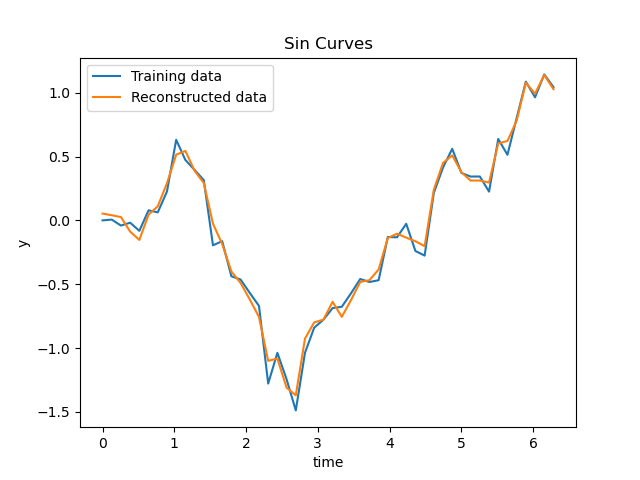 Sin Curves
Training data
Reconstructed data
1.0
0.5
0.0
−0.5
−1.0
−1.5
y
0 1 2 3 4 5 6
time